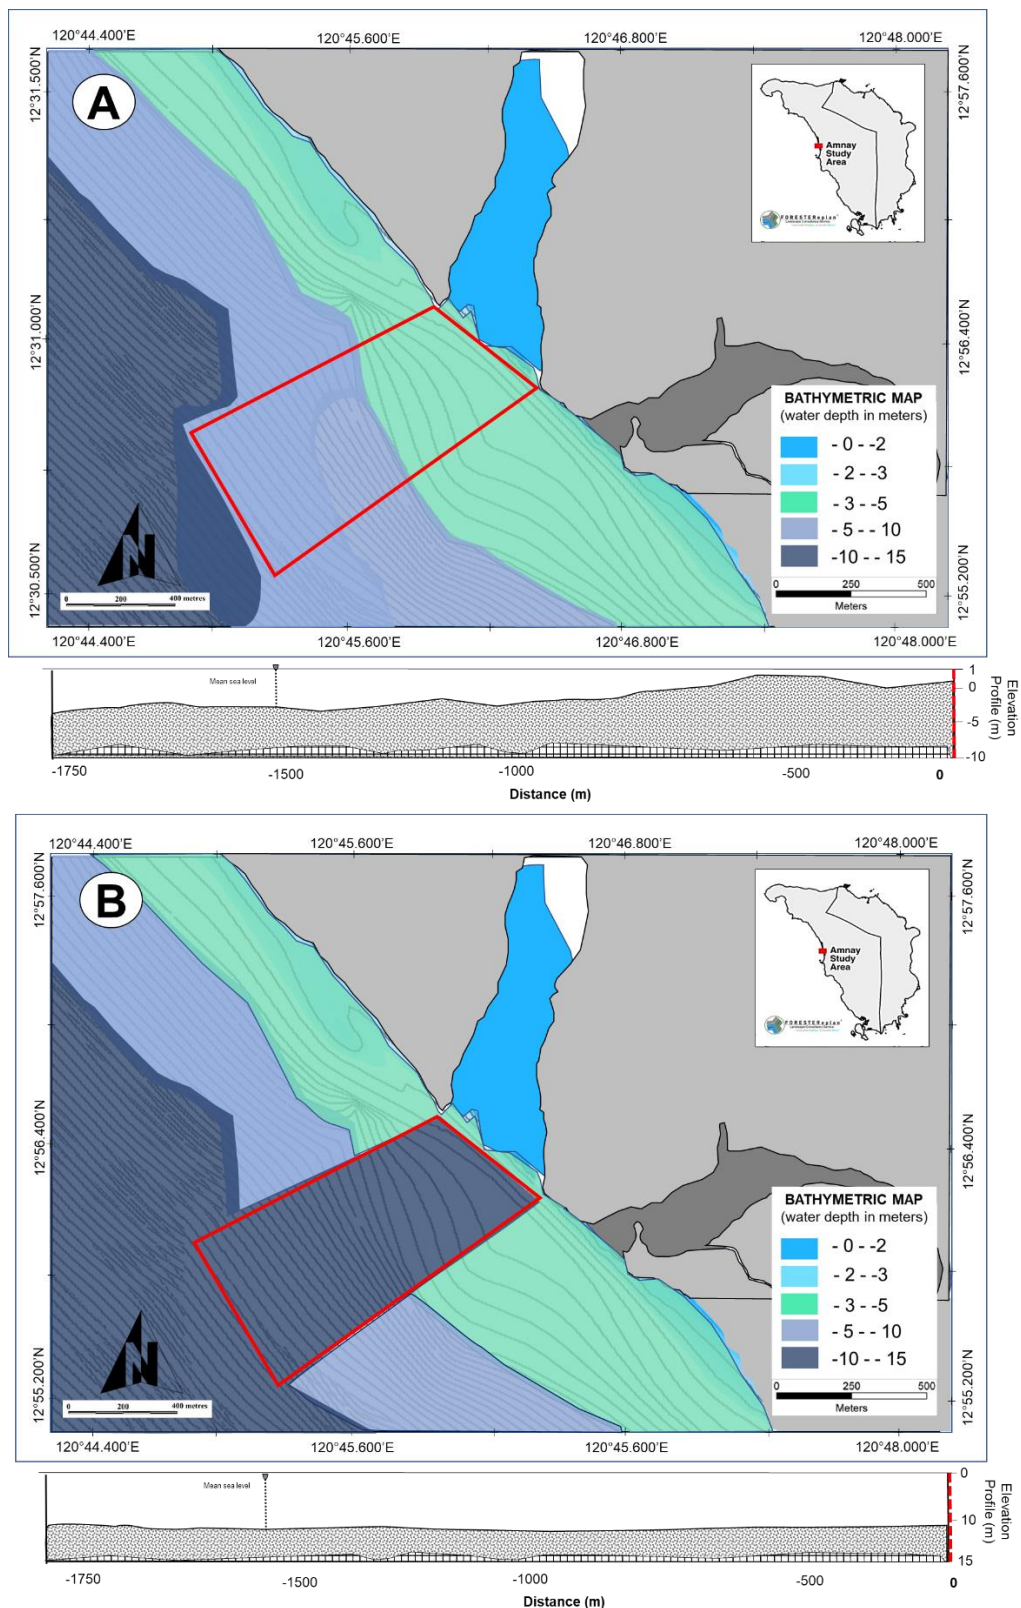 120°44.400'E 120°45.600'E 120°46.800'E 120°48.000'E
A
12°31.500'N
12°31.000'N
12°30.500'N
12°57.600'N
12°56.400'N
12°55.200'N
Amnay
Study
Area
FORESTEReplan
BATHYMETRIC MAP
(water depth in meters)
- 0 - -2
- 2 - -3
- 3 - -5
- 5 - - 10
-10 - - 15
0 250 500
Meters
N
0 200 400 metres
120°44.400'E 120°45.600'E 120°46.800'E 120°48.000'E
Mean sea level
1
0
-5
-10
Elevation
Profile (m)
-1750 -1500 -1000 -500 0
Distance (m)
120°44.400'E 120°45.600'E 120°46.800'E 120°48.000'E
B
12°57.600'N
12°56.400'N
12°55.200'N
12°57.600'N
12°56.400'N
12°55.200'N
Amnay
Study
Area
FORESTEReplan
BATHYMETRIC MAP
(water depth in meters)
- 0 - -2
- 2 - -3
- 3 - -5
- 5 - - 10
-10 - - 15
0 250 500
Meters
N
0 200 400 metres
120°44.400'E 120°45.600'E 120°45.600'E 120°48.000'E
Mean sea level
0
10
15
Elevation
Profile (m)
-1750 -1500 -1000 -500 0
Distance (m)